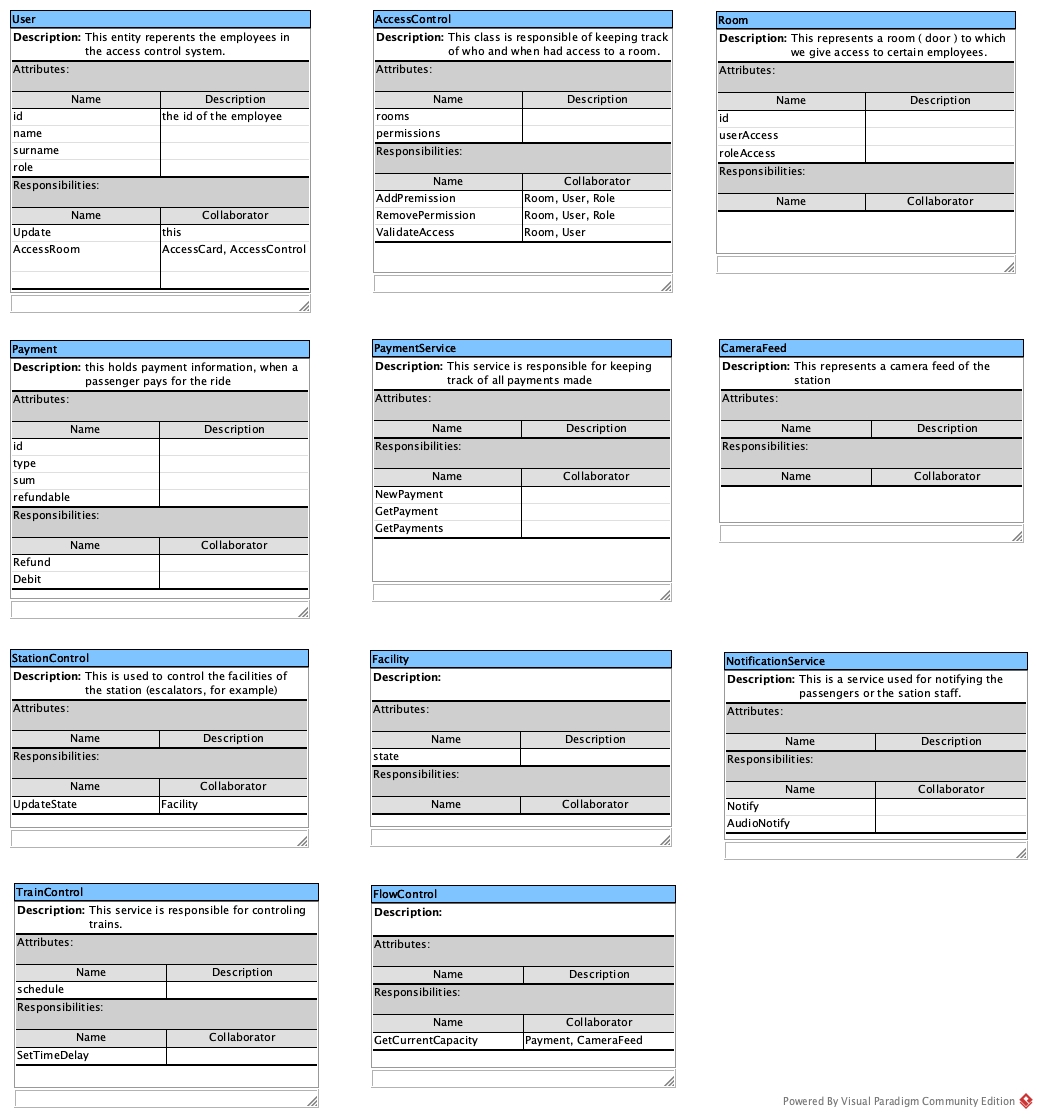 User
Description: This entity reperents the employees in
the access control system.
Attributes:
Name Description
id the id of the employee
name
surname
role
Responsibilities:
Name Collaborator
Update this
AccessRoom AccessCard, AccessControl
AccessControl
Description: This class is responsible of keeping track
of who and when had access to a room.
Attributes:
Name Description
rooms
permissions
Responsibilities:
Name Collaborator
AddPremission Room, User, Role
RemovePermission Room, User, Role
ValidateAccess Room, User
Room
Description: This represents a room ( door ) to which
we give access to certain employees.
Attributes:
Name Description
id
userAccess
roleAccess
Responsibilities:
Name Collaborator
Payment
Description: this holds payment information, when a
passenger pays for the ride
Attributes:
Name Description
id
type
sum
refundable
Responsibilities:
Name Collaborator
Refund
Debit
PaymentService
Description: This service is responsible for keeping
track of all payments made
Attributes:
Name Description
Responsibilities:
Name Collaborator
NewPayment
GetPayment
GetPayments
CameraFeed
Description: This represents a camera feed of the
station
Attributes:
Name Description
Responsibilities:
Name Collaborator
StationControl
Description: This is used to control the facilities of
the station (escalators, for example)
Attributes:
Name Description
Responsibilities:
Name Collaborator
UpdateState Facility
Facility
Description:
Attributes:
Name Description
state
Responsibilities:
Name Collaborator
NotificationService
Description: This is a service used for notifying the
passengers or the sation staff.
Attributes:
Name Description
Responsibilities:
Name Collaborator
Notify
AudioNotify
TrainControl
Description: This service is responsible for controling
trains.
Attributes:
Name Description
schedule
Responsibilities:
Name Collaborator
SetTimeDelay
FlowControl
Description:
Attributes:
Name Description
Responsibilities:
Name Collaborator
GetCurrentCapacity Payment, CameraFeed
Powered By Visual Paradigm Community Edition